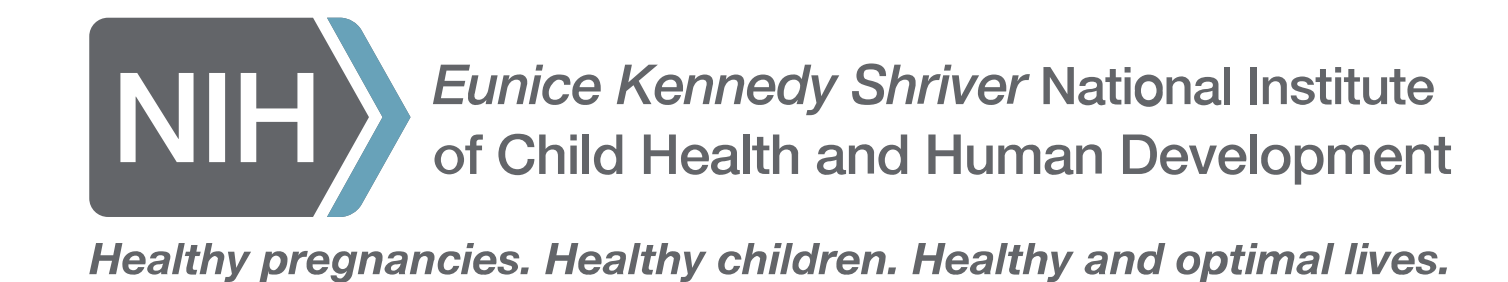 NIH
Eunice Kennedy Shriver National Institute
of Child Health and Human Development
Healthy pregnancies. Healthy children. Healthy and optimal lives.